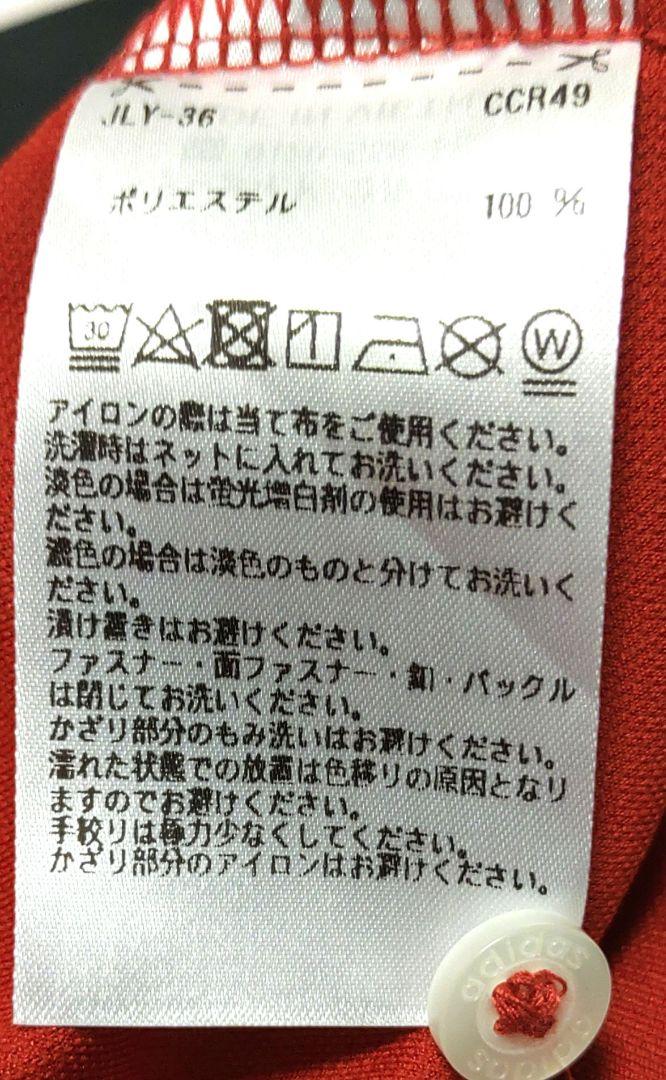 JLY-36 CCR49
ポリエステル 100 %
30 W
アイロンの際は当て布をご使用ください。
洗濯時はネットに入れてお洗いください。
淡色の場合は蛍光増白剤の使用はお避けく
ださい。
濃色の場合は淡色のものと分けてお洗いく
ださい。
漬け置きはお避けください。
ファスナー・面ファスナー・釦・バックル
は閉じてお洗いください。
かざり部分のもみ洗いはお避けください。
濡れた状態での放置は色移りの原因となり
ますのでお避けください。
手絞りは極力少なくしてください。
かざり部分のアイロンはお避けください。
adidas
adidas